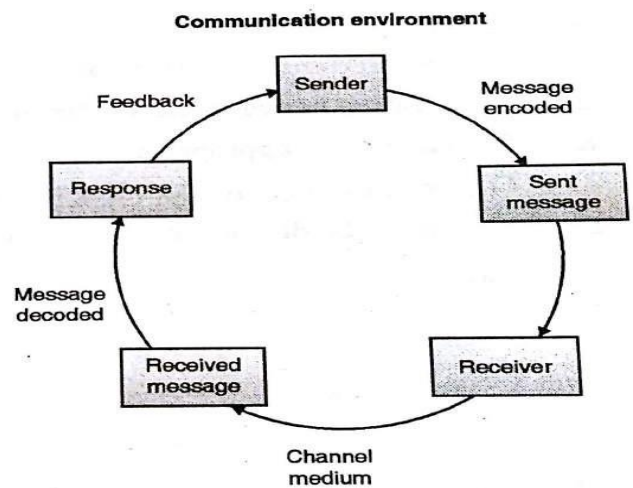 Communication environment
Sender
Feedback
Message
encoded
Response
Sent
message
Message
decoded
Received
message
Receiver
Channel
medium